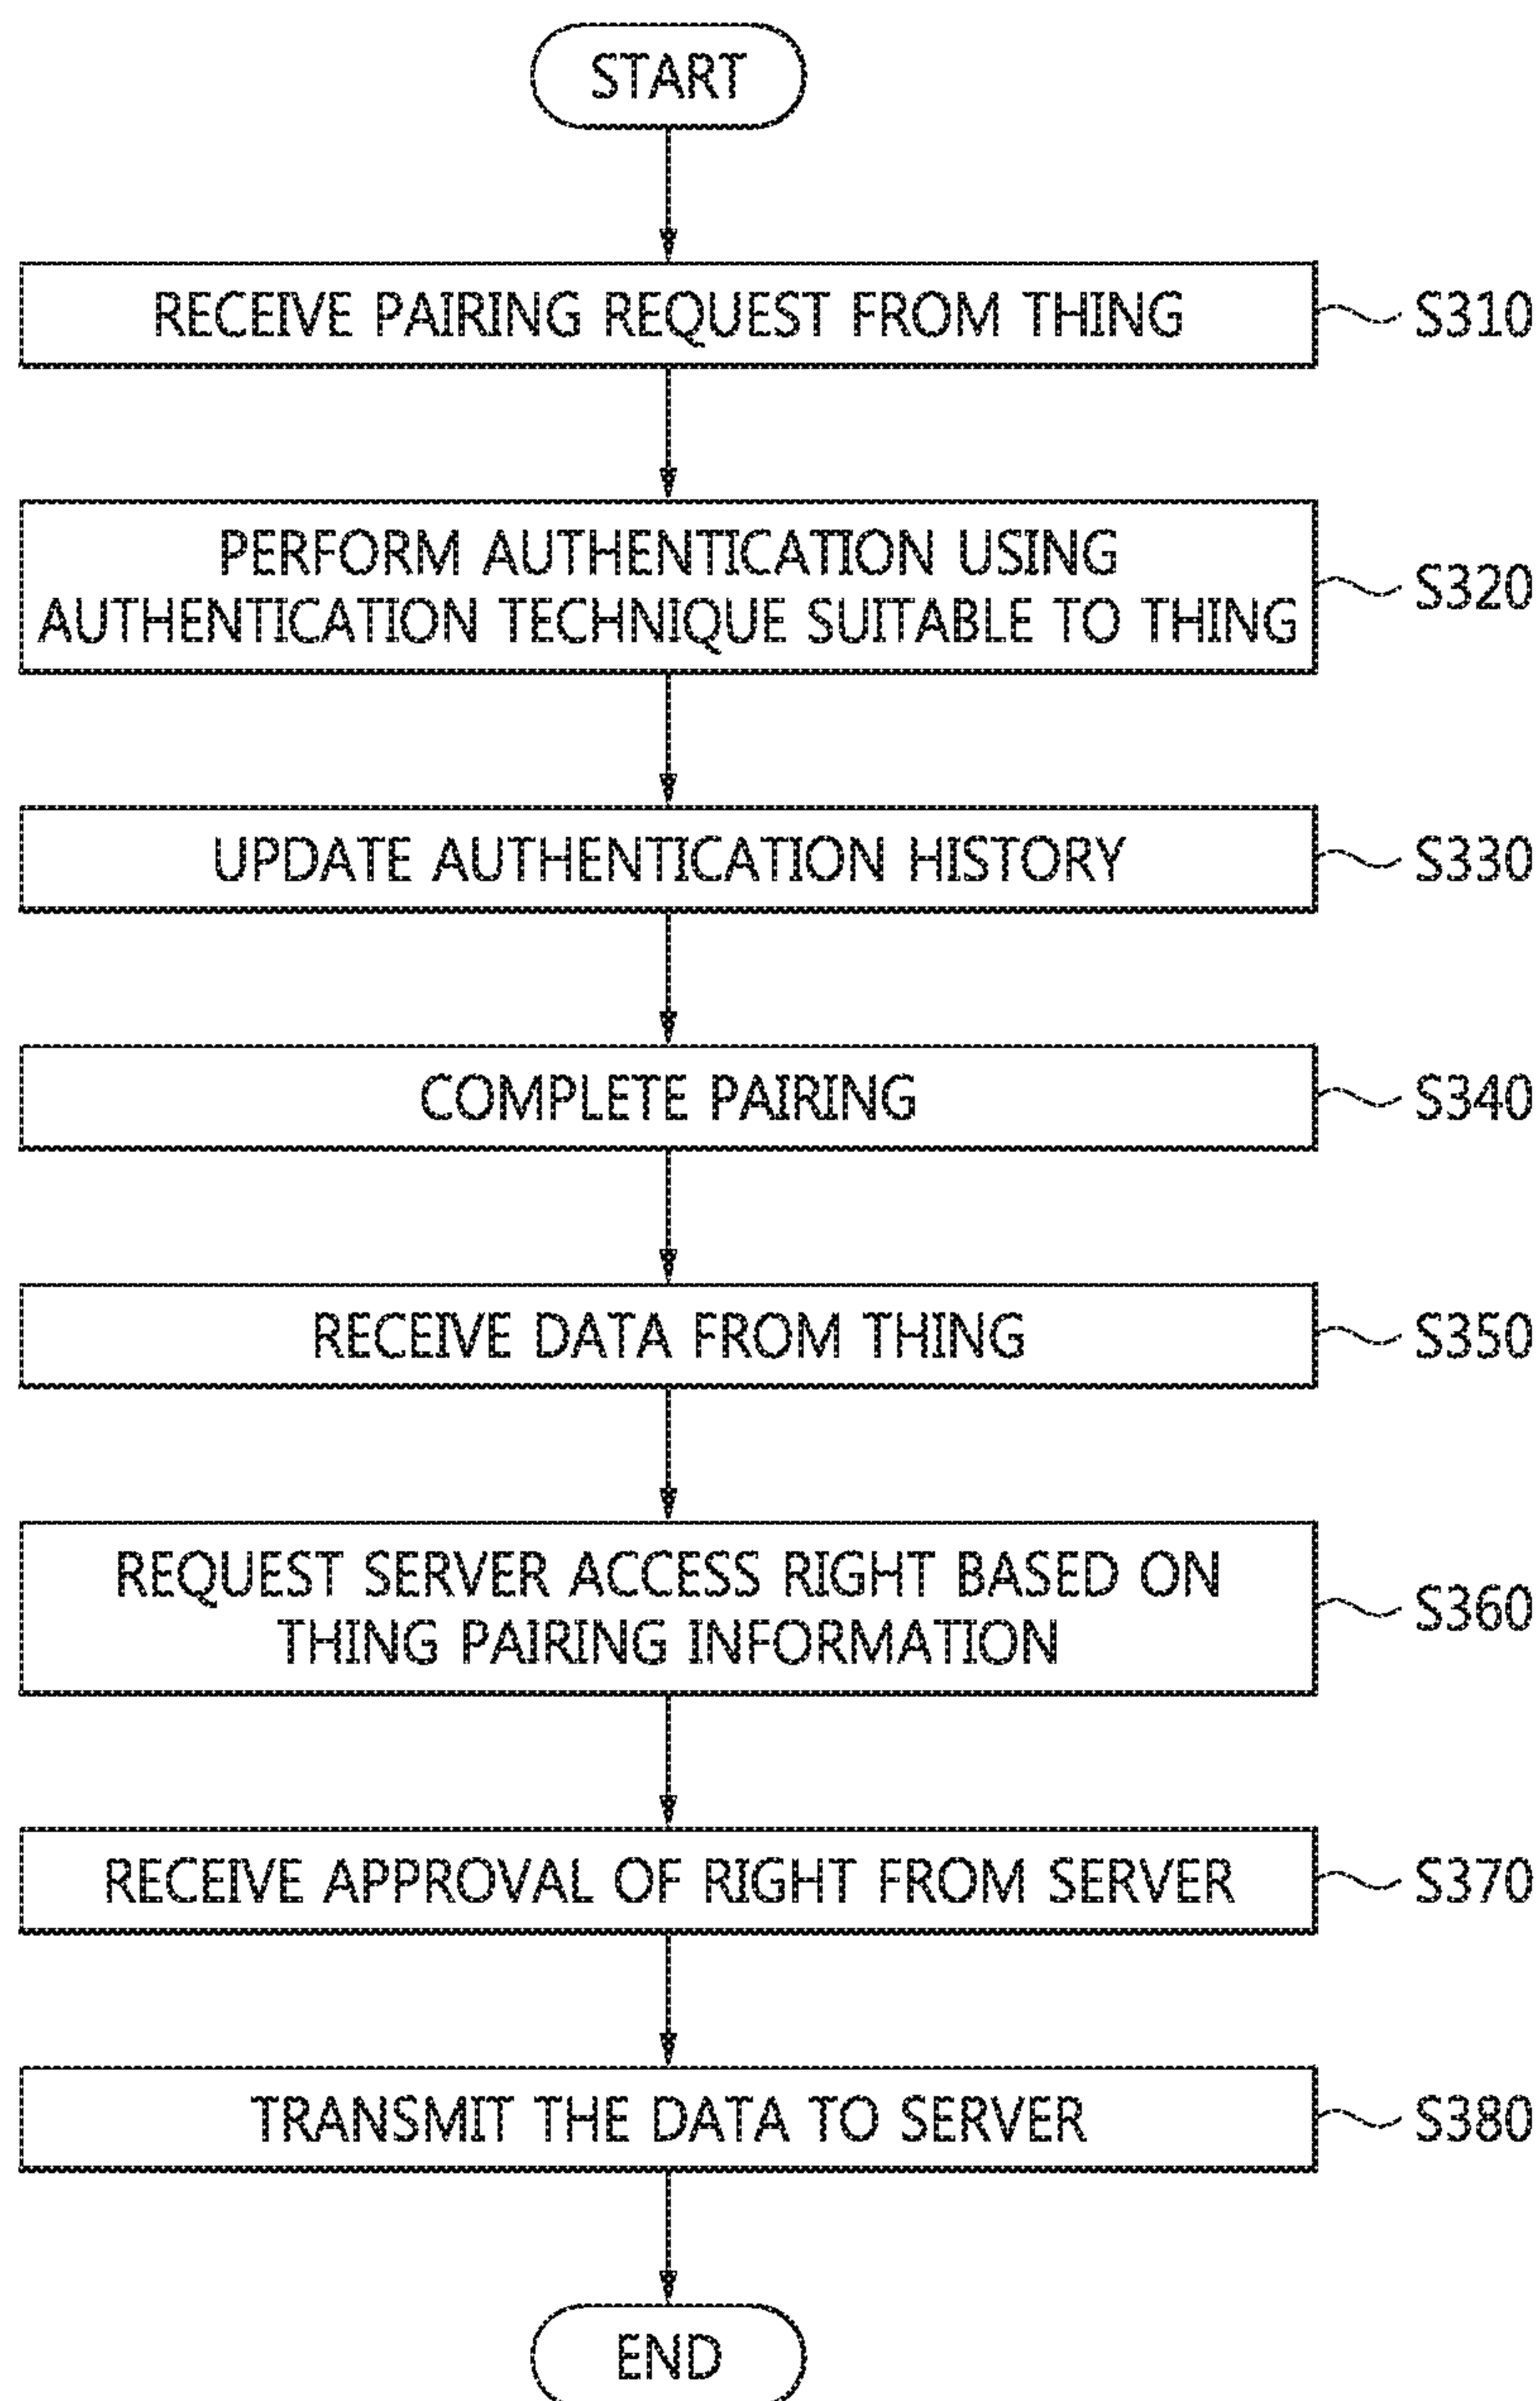 START
RECEIVE PAIRING REQUEST FROM THING
S310
PERFORM AUTHENTICATION USING
AUTHENTICATION TECHNIQUE SUITABLE TO THING
S320
UPDATE AUTHENTICATION HISTORY
S330
COMPLETE PAIRING
S340
RECEIVE DATA FROM THING
S350
REQUEST SERVER ACCESS RIGHT BASED ON
THING PAIRING INFORMATION
S360
RECEIVE APPROVAL OF RIGHT FROM SERVER
S370
TRANSMIT THE DATA TO SERVER
S380
END